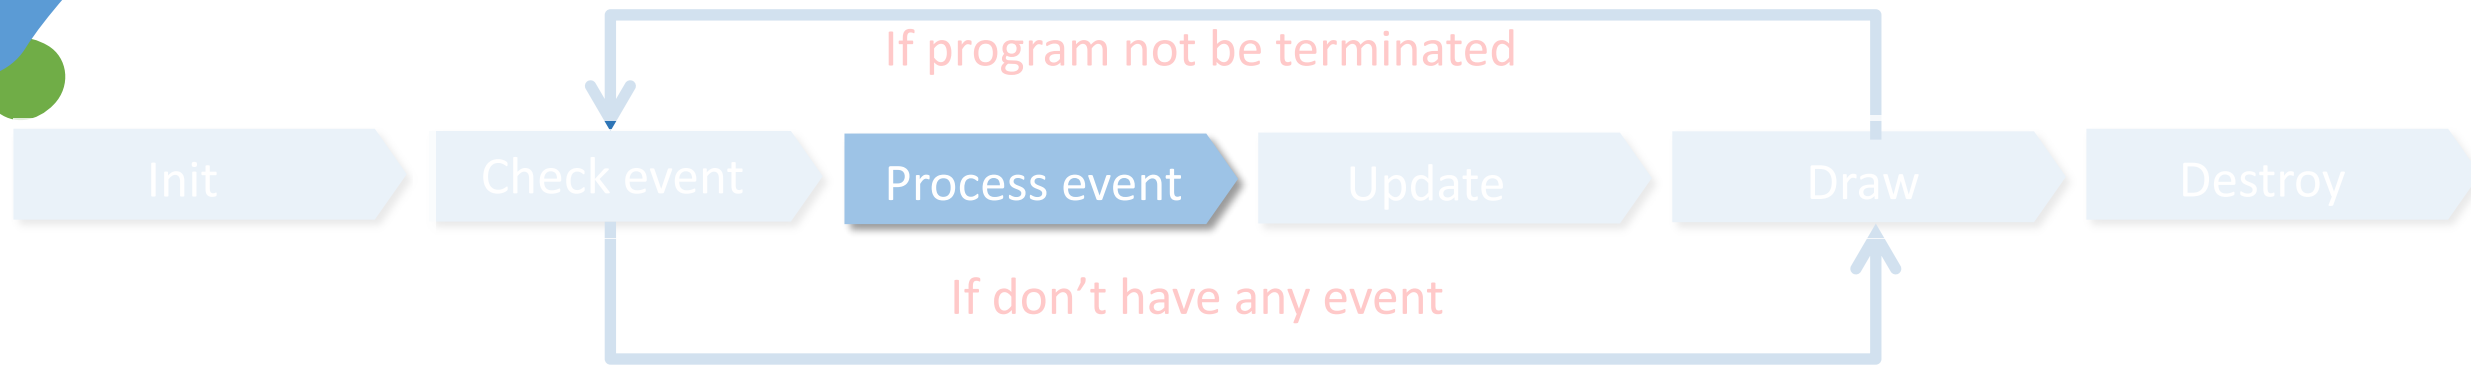 If program not be terminated
Init
Check event
Process event
Update
Draw
Destroy
If don’t have any event